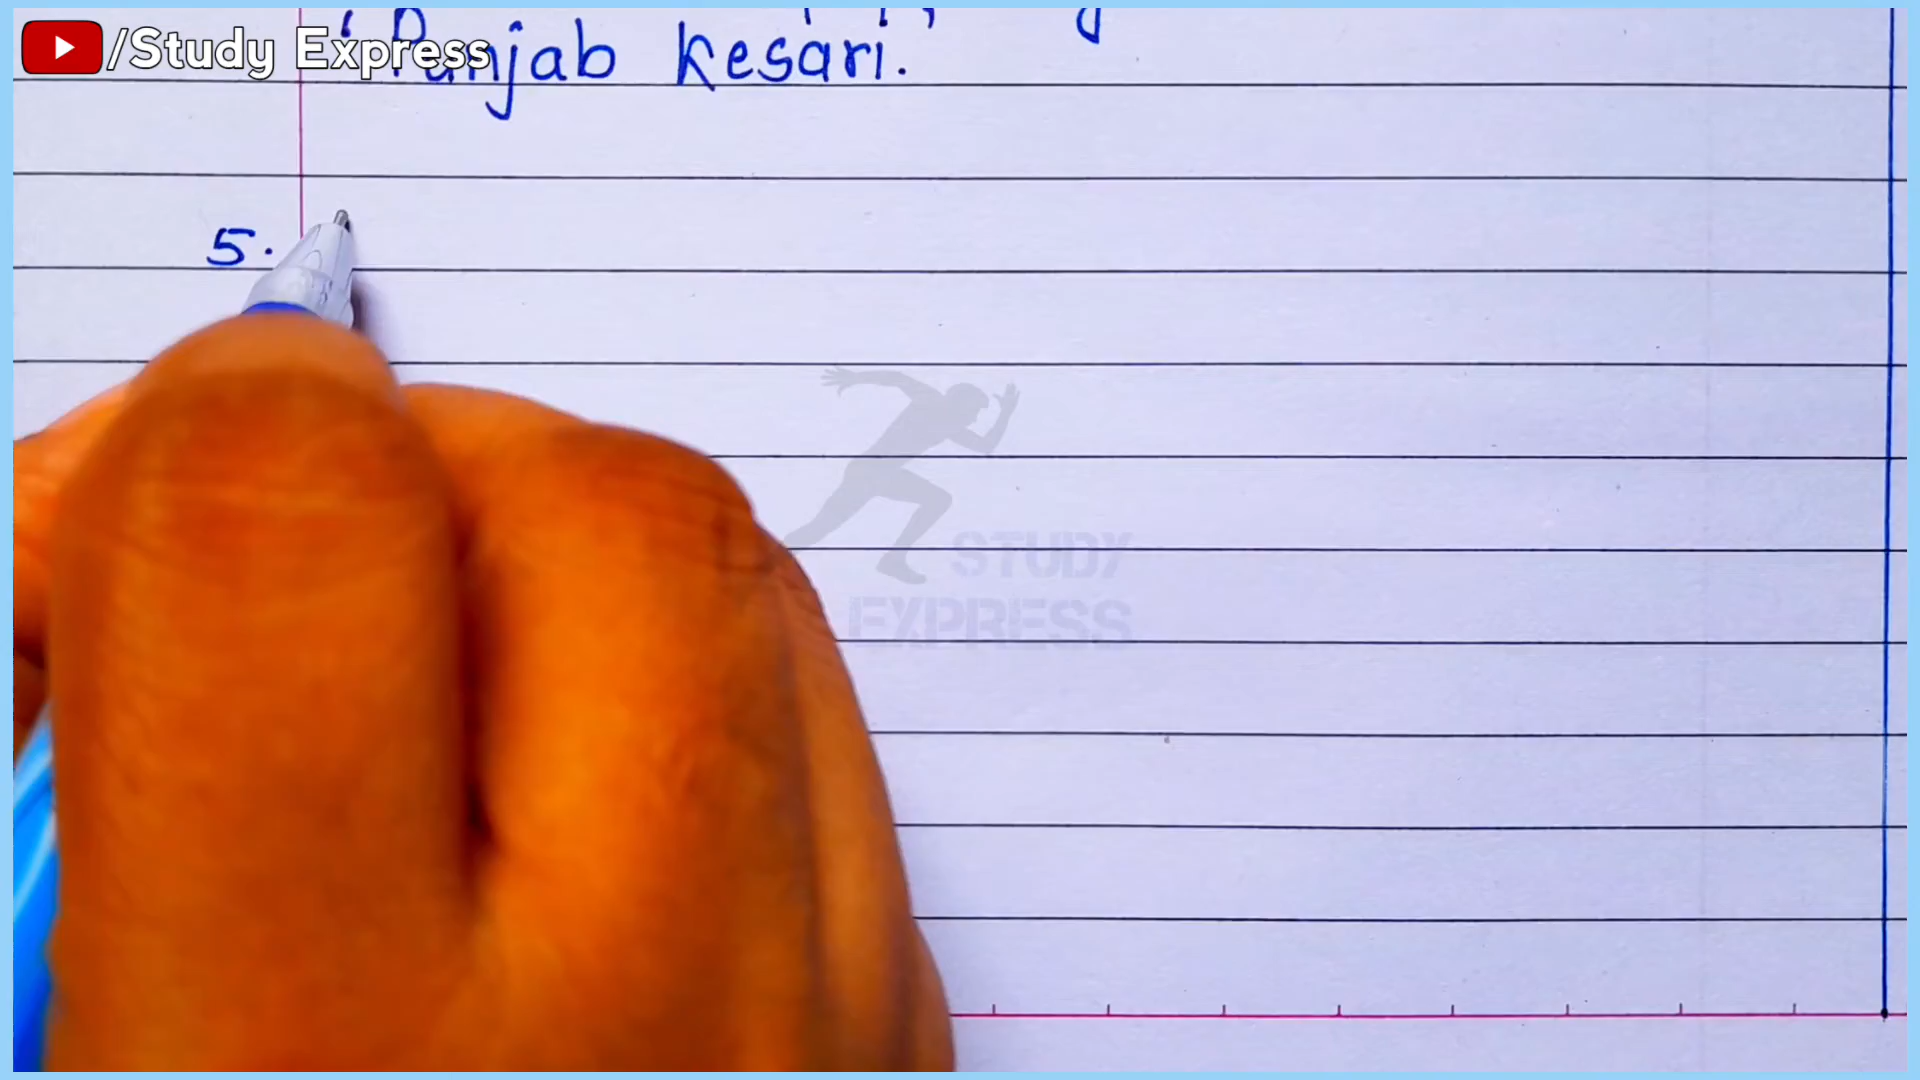 /Study Express
'Punjab Kesari.'
5.
STUDY
EXPRESS